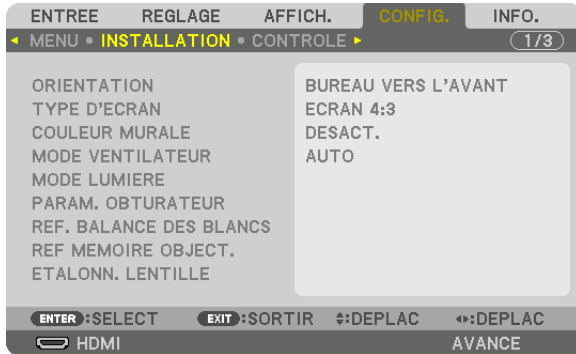 ENTREE REGLAGE AFFICH. CONFIG. INFO.
MENU • INSTALLATION • CONTROLE 1/3
ORIENTATION BUREAU VERS L'AVANT
TYPE D'ECRAN ECRAN 4:3
COULEUR MURALE DESACT.
MODE VENTILATEUR AUTO
MODE LUMIERE
PARAM. OBTURATEUR
REF. BALANCE DES BLANCS
REF MEMOIRE OBJECT.
ETALONN. LENTILLE
ENTER :SELECT EXIT :SORTIR :DEPLAC :DEPLAC
HDMI AVANCE